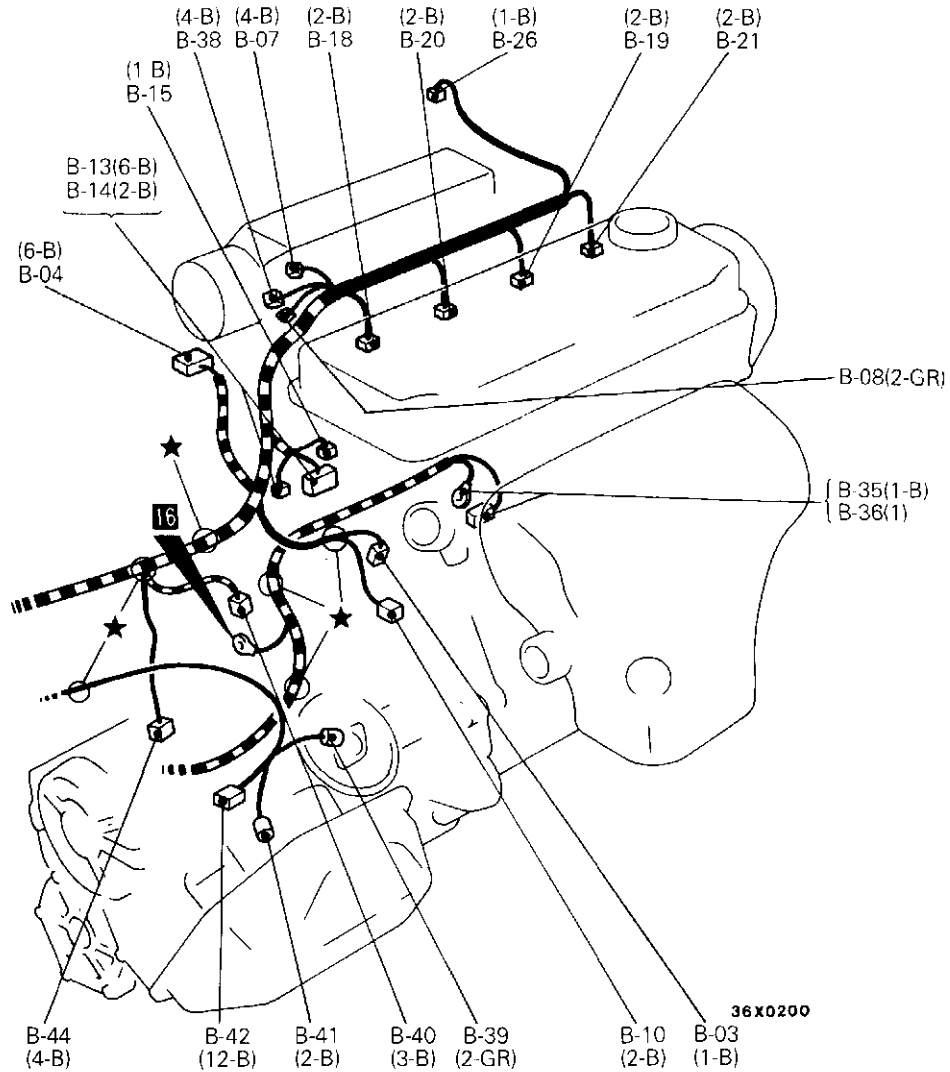 (4-B) (4-B) (2-B) (2-B) (1-B) (2-B) (2-B)
B-38 B-07 B-18 B-20 B-26 B-19 B-21
(1 B)
B-15
B-13(6-B)
B-14(2-B)
(6-B)
B-04
B-08(2-GR)
B-35(1-B)
B-36(1)
16
36X0200
B-44 B-42 B-41 B-40 B-39 B-10 B-03
(4-B) (12-B) (2-B) (3-B) (2-GR) (2-B) (1-B)